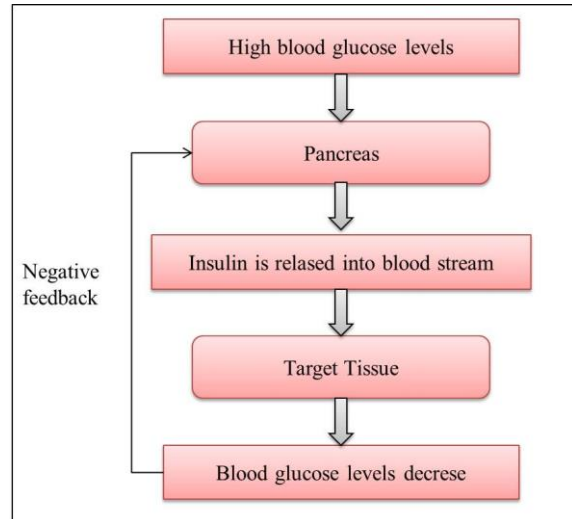 High blood glucose levels
Pancreas
Insulin is relased into blood stream
Negative
feedback
Target Tissue
Blood glucose levels decrese